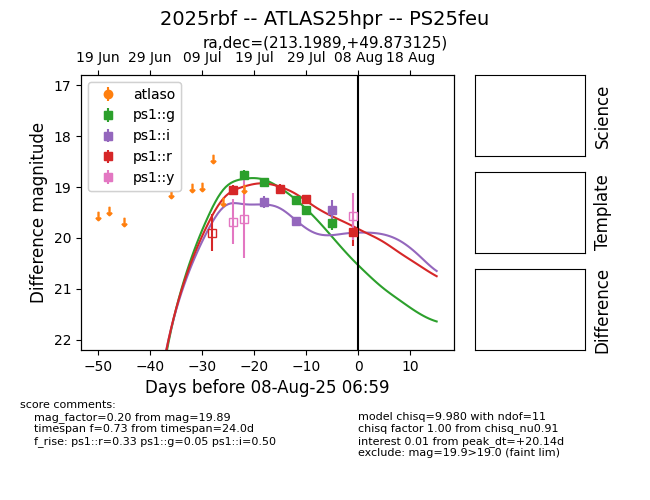 2025rbf -- ATLAS25hpr -- PS25feu
ra,dec=(213.1989,+49.873125)
19 Jun 29 Jun 09 Jul 19 Jul 29 Jul 08 Aug 18 Aug
17
18
19
20
21
22
Difference magnitude
atlaso
ps1::g
ps1::i
ps1::r
ps1::y
−50 −40 −30 −20 −10 0 10
Days before 08-Aug-25 06:59
Science
Template
Difference
score comments:
mag_factor=0.20 from mag=19.89
timespan f=0.73 from timespan=24.0d
f_rise: ps1::r=0.33 ps1::g=0.05 ps1::i=0.50
model chisq=9.980 with ndof=11
chisq factor 1.00 from chisq_nu0.91
interest 0.01 from peak_dt=+20.14d
exclude: mag=19.9>19.0 (faint lim)